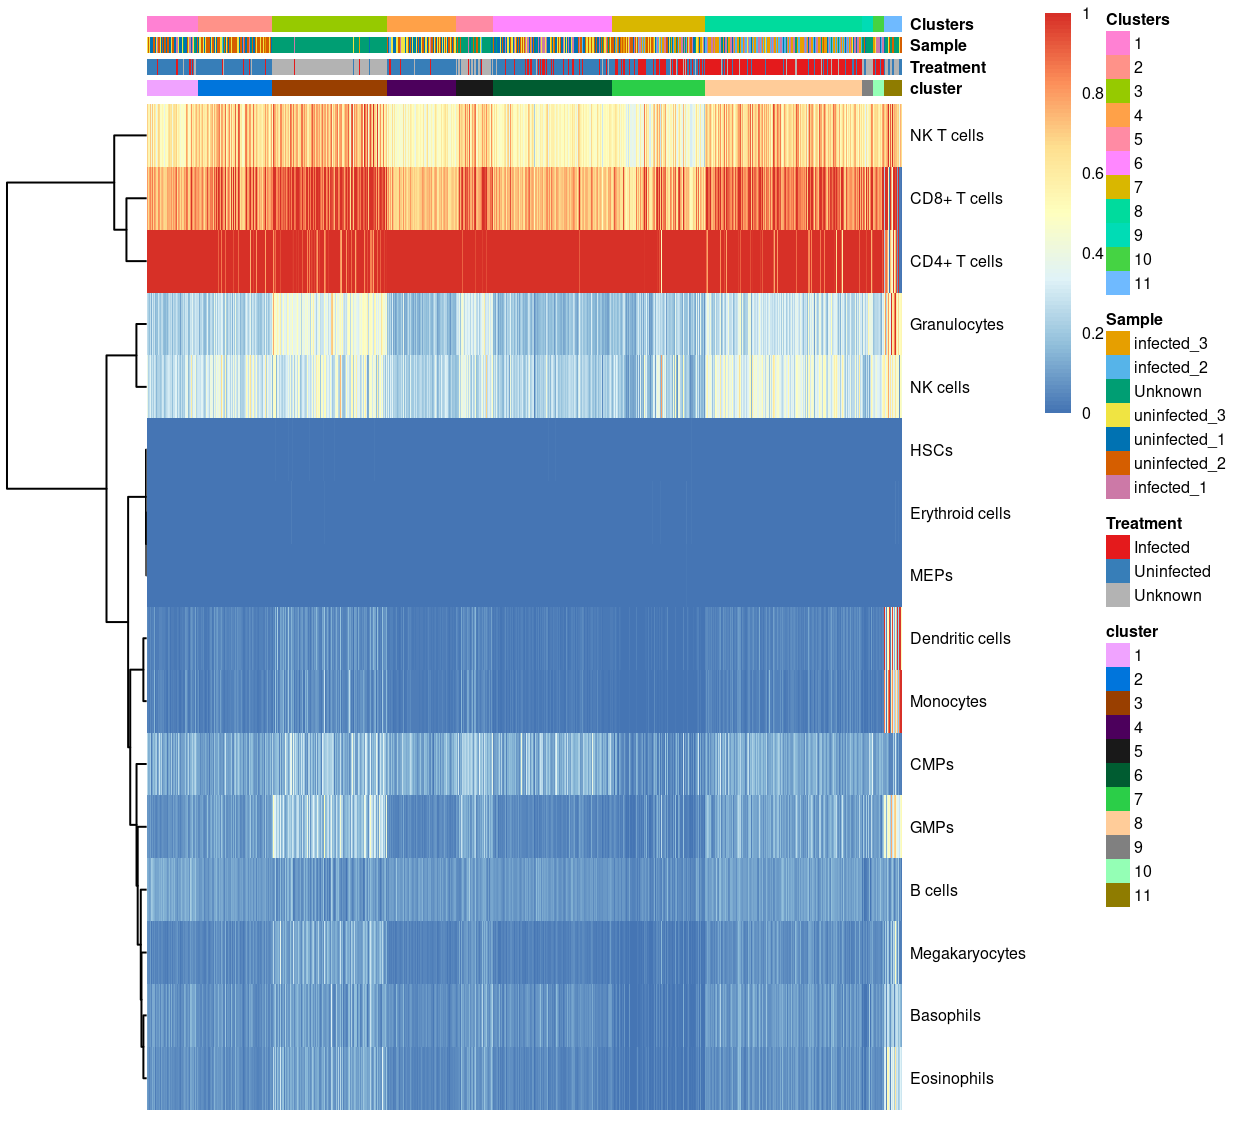 Clusters
Sample
Treatment
cluster
NK T cells
CD8+ T cells
CD4+ T cells
Granulocytes
NK cells
HSCs
Erythroid cells
MEPs
Dendritic cells
Monocytes
CMPs
GMPs
B cells
Megakaryocytes
Basophils
Eosinophils
1
0.8
0.6
0.4
0.2
0
Clusters
1
2
3
4
5
6
7
8
9
10
11
Sample
infected_3
infected_2
Unknown
uninfected_3
uninfected_1
uninfected_2
infected_1
Treatment
Infected
Uninfected
Unknown
cluster
1
2
3
4
5
6
7
8
9
10
11